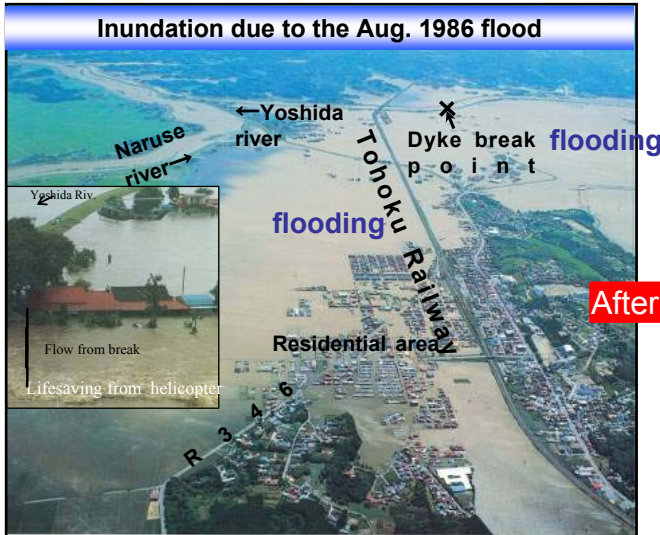 Inundation due to the Aug. 1986 flood
←Yoshida
river
Naruse
river→
Dyke break
point
flooding
Tohoku Railway
Yoshida Riv.
flooding
After
Flow from break
Residential area
Lifesaving from helicopter
R346